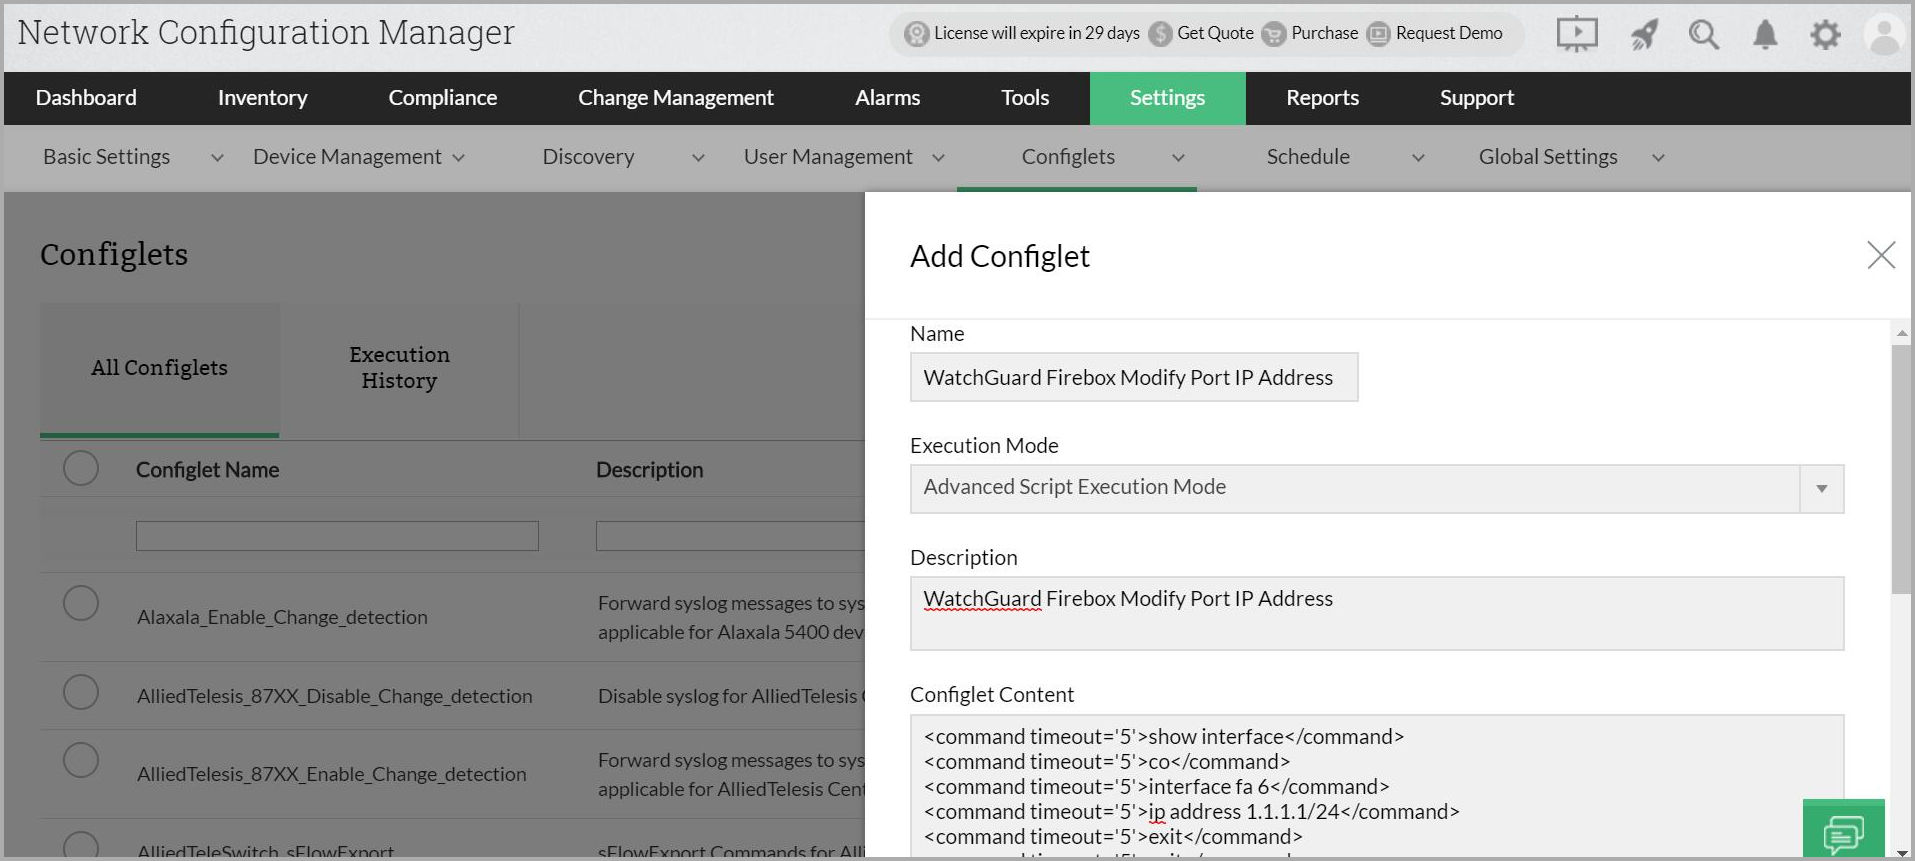 Network Configuration Manager
License will expire in 29 days Get Quote Purchase Request Demo
Dashboard Inventory Compliance Change Management Alarms Tools Settings Reports Support
Basic Settings Device Management Discovery User Management Configlets Schedule Global Settings
Configlets
All Configlets
Execution
History
Configlet Name Description
Alaxala_Enable_Change_detection
Forward syslog messages to sys
applicable for Alaxala 5400 dev
AlliedTelesis_87XX_Disable_Change_detection Disable syslog for AlliedTelesis
AlliedTelesis_87XX_Enable_Change_detection
Forward syslog messages to sys
applicable for AlliedTelesis Cent
AlliedTeleSwitch_sFlowExport sFlowExport Commands for Alli
Add Configlet
Name
WatchGuard Firebox Modify Port IP Address
Execution Mode
Advanced Script Execution Mode
Description
WatchGuard Firebox Modify Port IP Address
Configlet Content
<command timeout='5'>show interface</command>
<command timeout='5'>co</command>
<command timeout='5'>interface fa 6</command>
<command timeout='5'>ip address 1.1.1.1/24</command>
<command timeout='5'>exit</command>